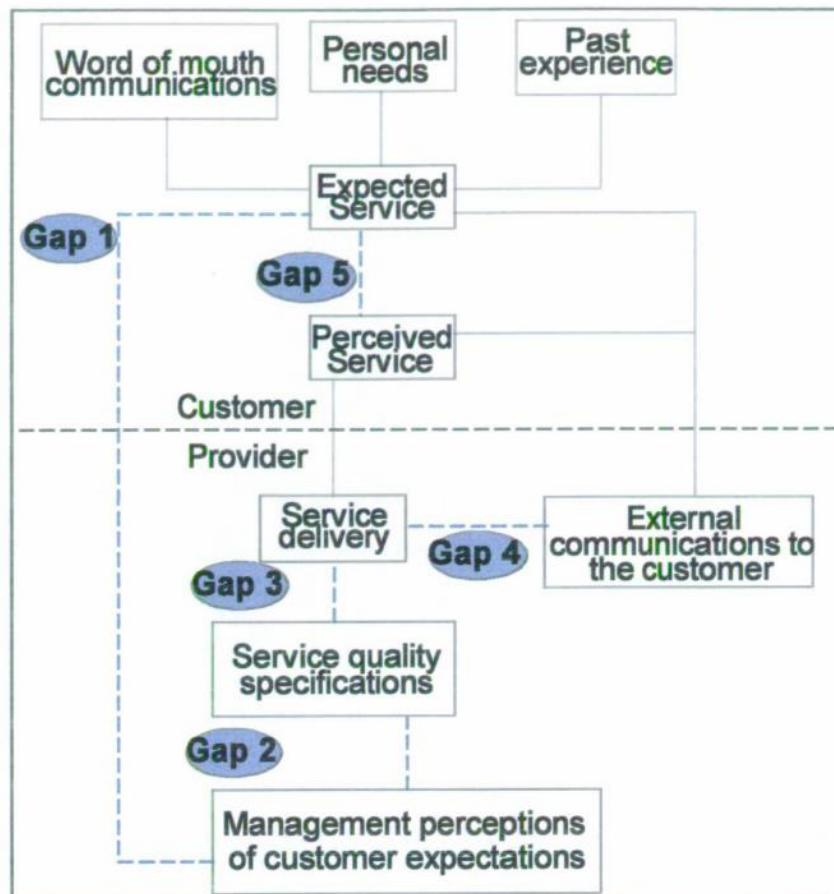 Word of mouth
communications
Personal
needs
Past
experience
Expected
Service
Gap 1
Gap 5
Perceived
Service
Customer
Provider
Service
delivery
External
communications to
the customer
Gap 4
Gap 3
Service quality
specifications
Gap 2
Management perceptions
of customer expectations